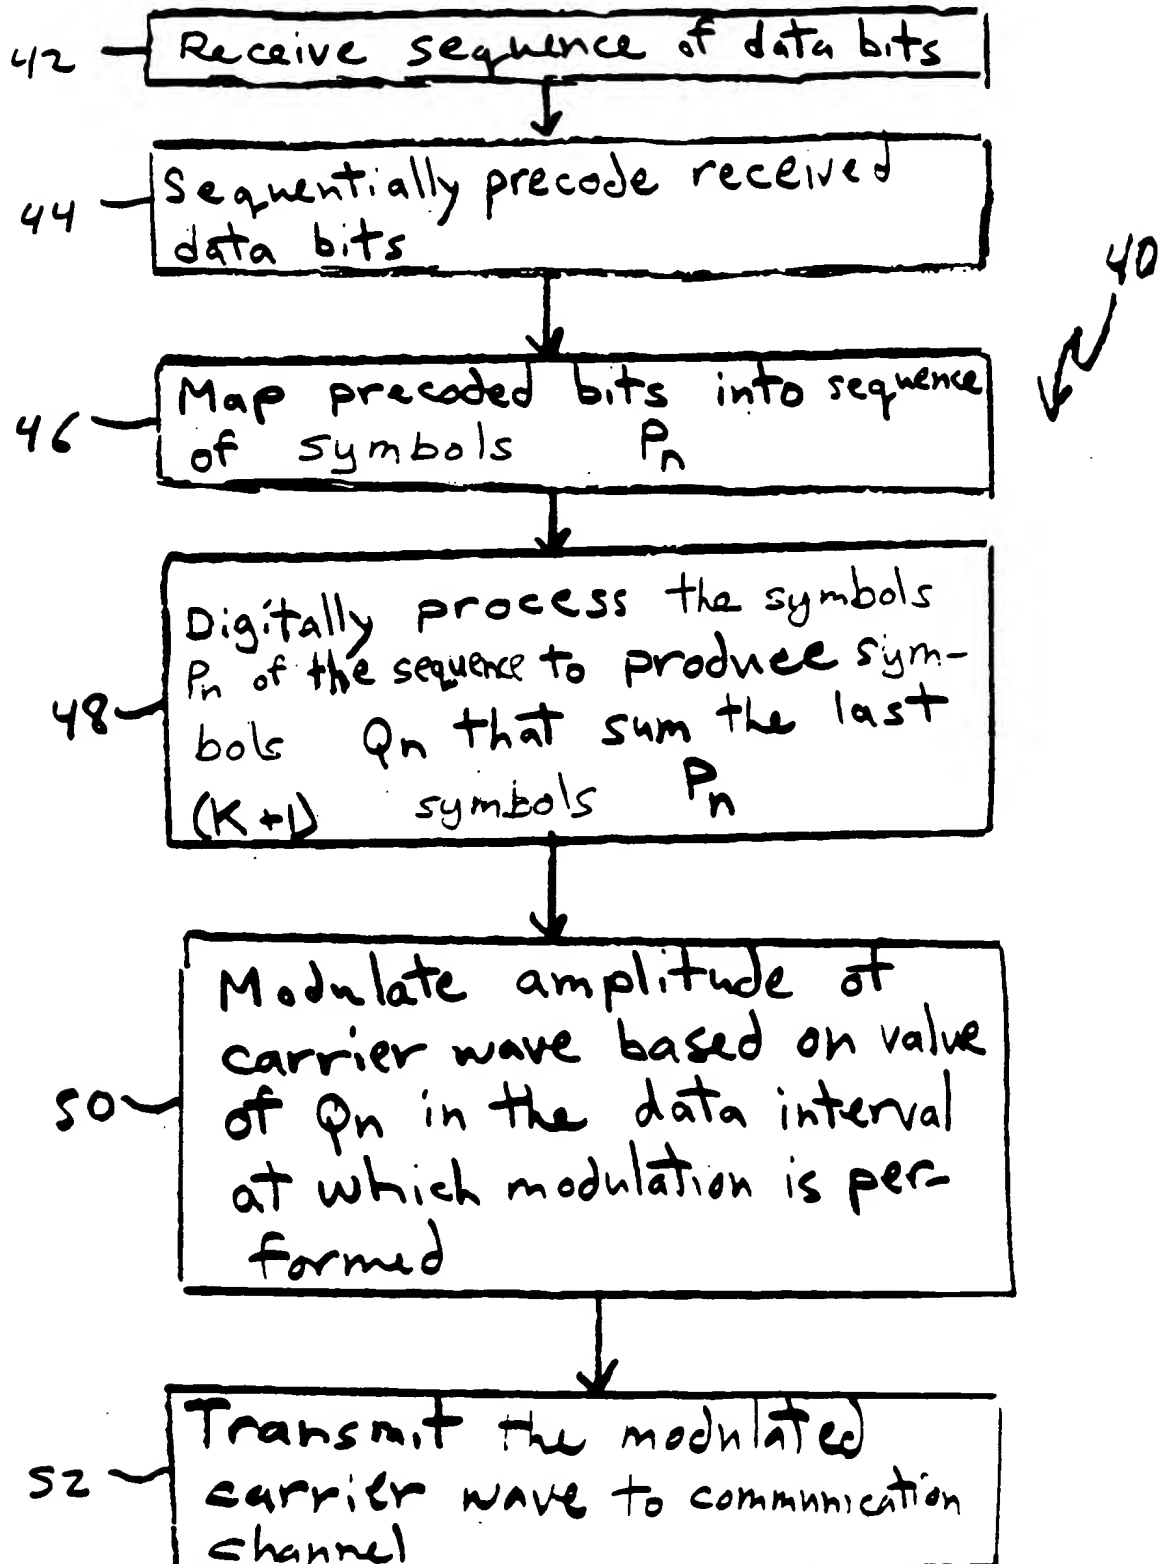 42 Receive sequence of data bits
44 Sequentially precode received
data bits
40
46 Map precoded bits into sequence
of symbols Pn
Digitally process the symbols
Pn of the sequence to produce sym-
48 bols Qn that sum the last
(K+1) symbols Pn
Modulate amplitude of
carrier wave based on value
50 of Qn in the data interval
at which modulation is per-
formed
Transmit the modulated
52 carrier wave to communication
channel